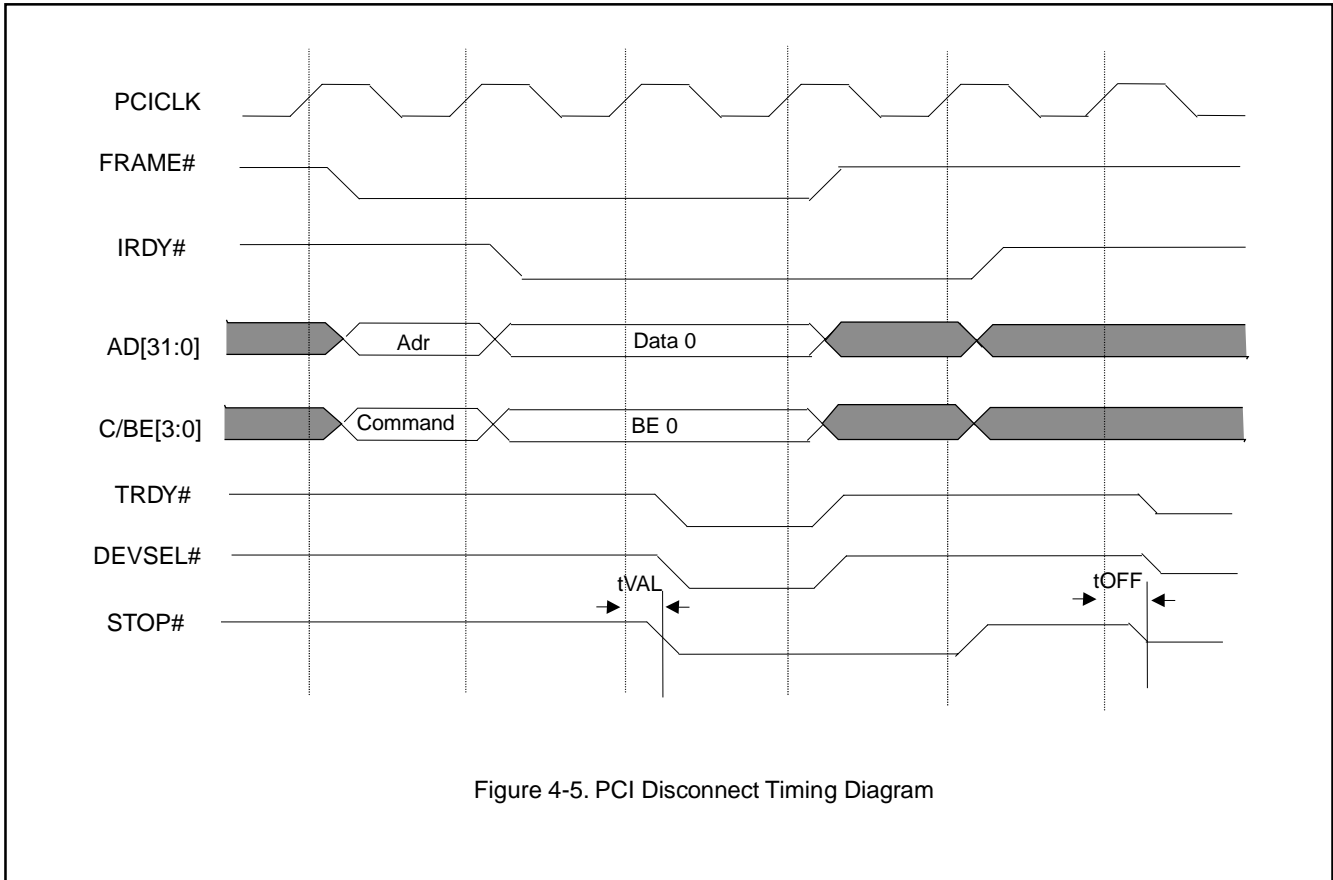 PCICLK
FRAME#
IRDY#
AD[31:0]
Adr
Data 0
C/BE[3:0]
Command
BE 0
TRDY#
DEVSEL#
tVAL
tOFF
STOP#
Figure 4-5. PCI Disconnect Timing Diagram